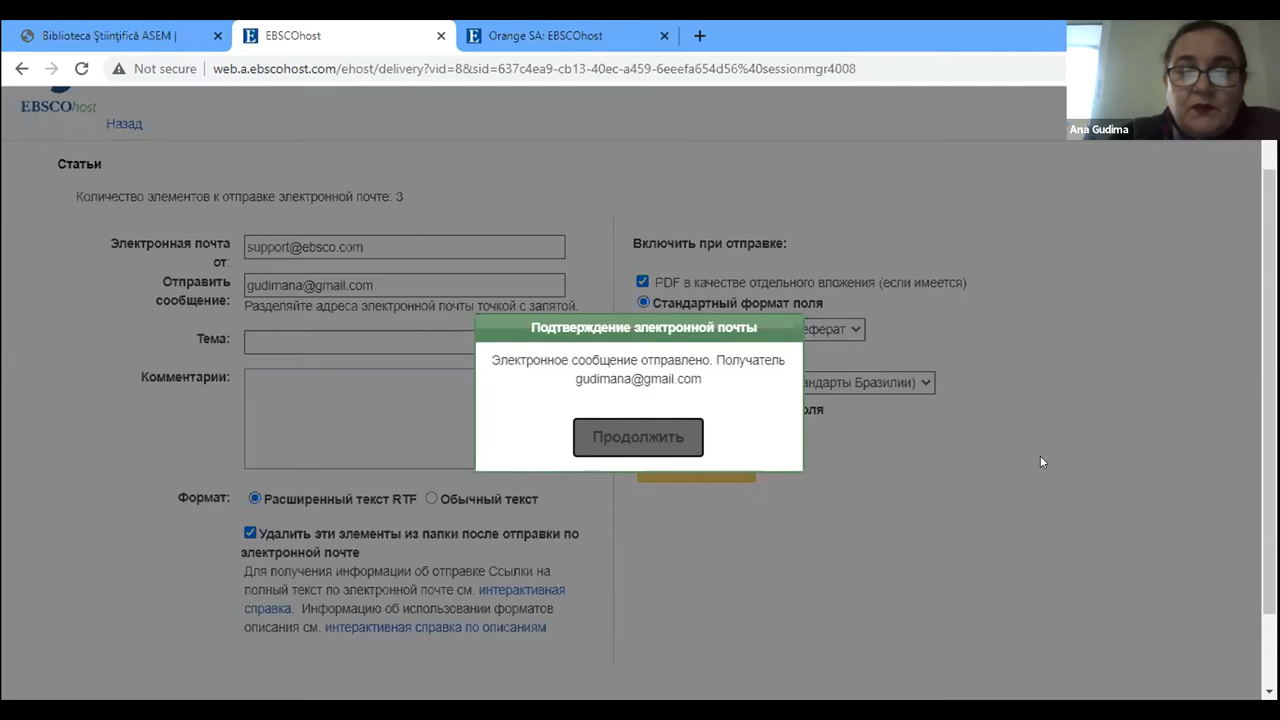 Biblioteca Ştiinţifică ASEM |
EBSCOhost
Orange SA: EBSCOhost
Not secure
web.a.ebscohost.com/ehost/delivery?vid=8&sid=637c4ea9-cb13-40ec-a459-6eeefa654d56%40sessionmgr4008
Ana Gudima
EBSCOhost
Назад
Статьи
Количество элементов к отправке электронной почте: 3
Электронная почта от:
support@ebsco.com
Отправить сообщение:
gudimana@gmail.com
Разделяйте адреса электронной почты точкой с запятой.
Тема:
Комментарии:
Формат:
Расширенный текст RTF
Обычный текст
Удалить эти элементы из папки после отправки по
электронной почте
Для получения информации об отправке Ссылки на
полный текст по электронной почте см. интерактивная
справка. Информацию об использовании форматов
описания см. интерактивная справка по описаниям
Включить при отправке:
PDF в качестве отдельного вложения (если имеется)
Стандартный формат поля
еферат
андарты Бразилии)
оля
Подтверждение электронной почты
Электронное сообщение отправлено. Получатель
gudimana@gmail.com
Продолжить